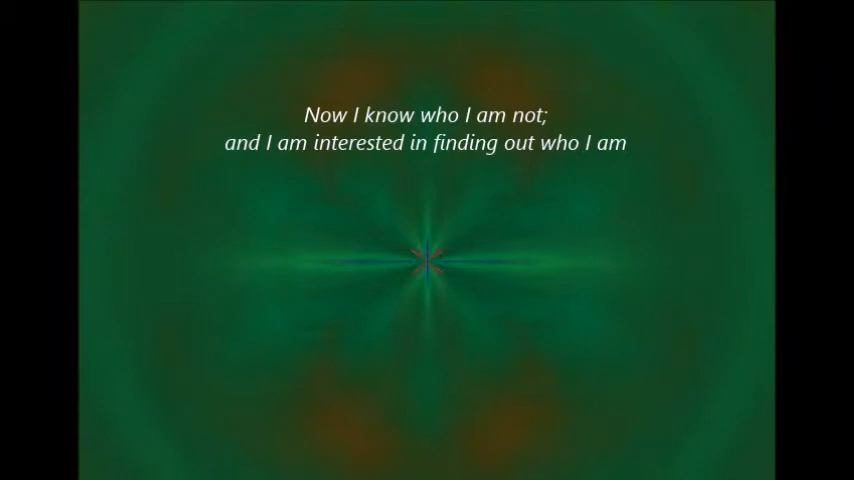 Now I know who I am not;
and I am interested in finding out who I am